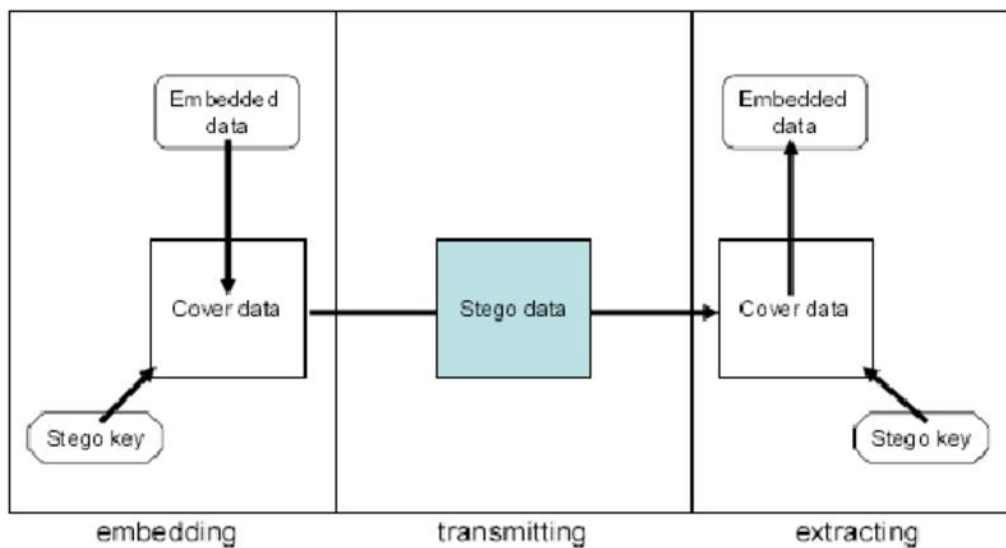 Embedded
data
Embedded
data
Cover data
Stego data
Cover data
Stego key
Stego key
embedding
transmitting
extracting